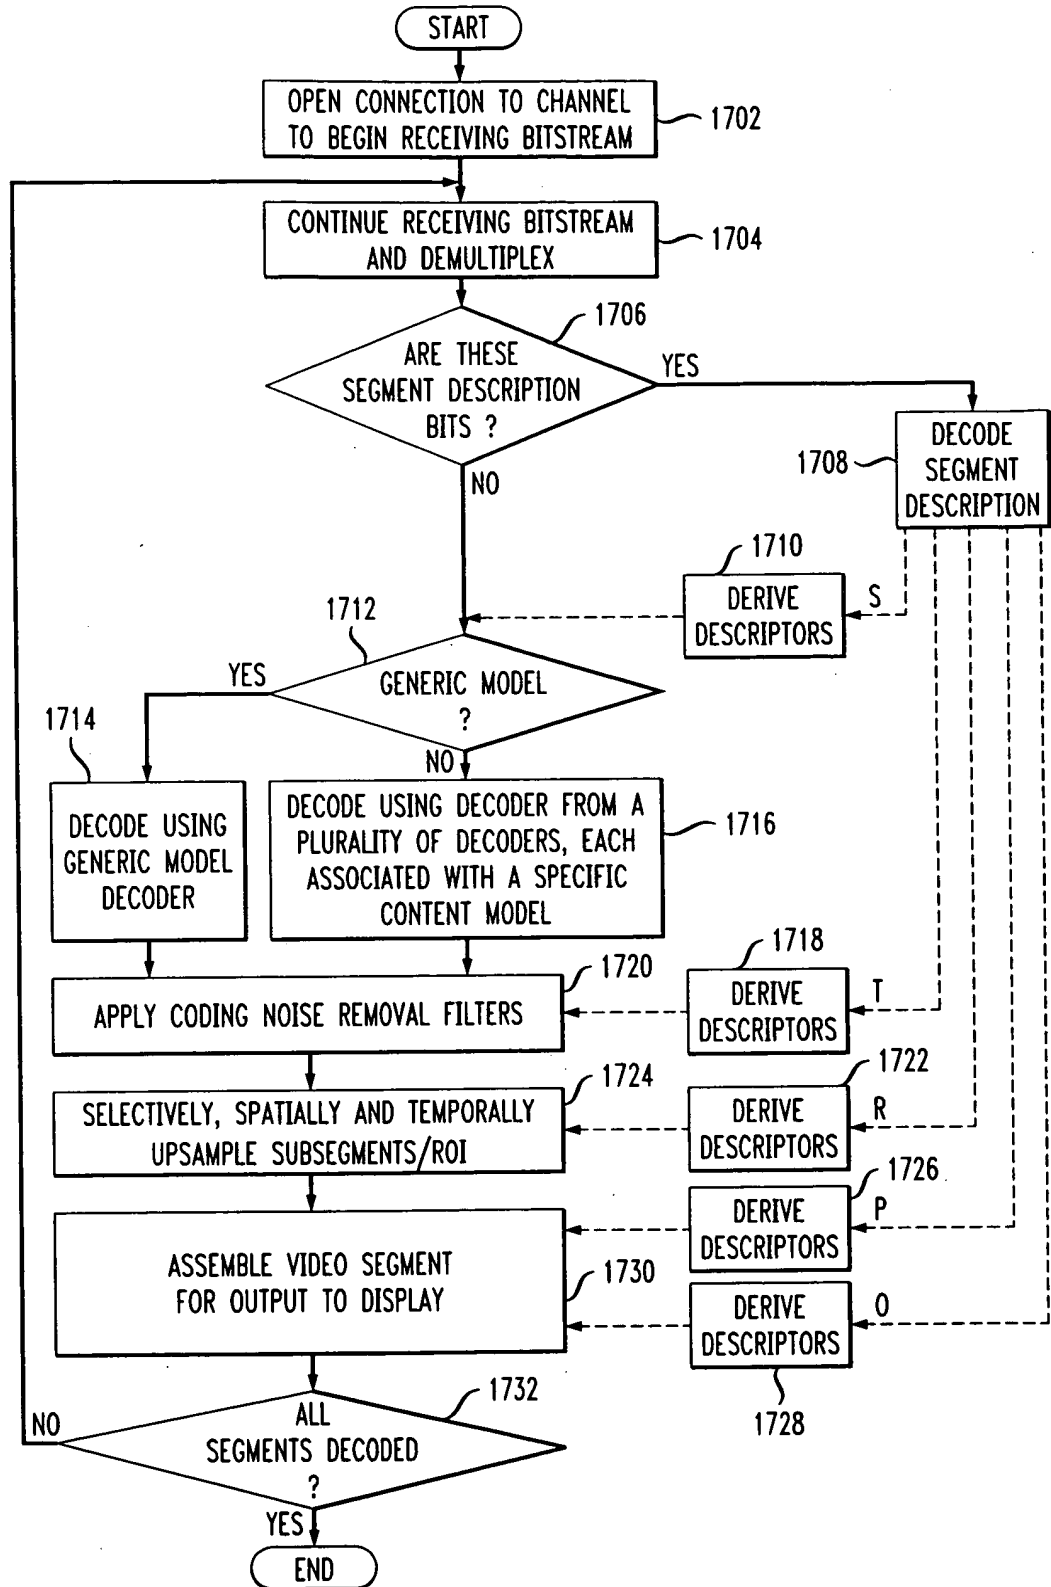 START
OPEN CONNECTION TO CHANNEL
TO BEGIN RECEIVING BITSTREAM
1702
CONTINUE RECEIVING BITSTREAM
AND DEMULTIPLEX
1704
1706
ARE THESE
SEGMENT DESCRIPTION
BITS ?
YES
NO
DECODE
SEGMENT
DESCRIPTION
1708
1710
DERIVE
DESCRIPTORS
S
1712
GENERIC MODEL
?
YES
NO
1714
DECODE USING
GENERIC MODEL
DECODER
DECODE USING DECODER FROM A
PLURALITY OF DECODERS, EACH
ASSOCIATED WITH A SPECIFIC
CONTENT MODEL
1716
1718
DERIVE
DESCRIPTORS
T
1720
APPLY CODING NOISE REMOVAL FILTERS
1722
DERIVE
DESCRIPTORS
R
1724
SELECTIVELY, SPATIALLY AND TEMPORALLY
UPSAMPLE SUBSEGMENTS/ROI
1726
DERIVE
DESCRIPTORS
P
ASSEMBLE VIDEO SEGMENT
FOR OUTPUT TO DISPLAY
1730
DERIVE
DESCRIPTORS
O
1728
1732
ALL
SEGMENTS DECODED
?
NO
YES
END